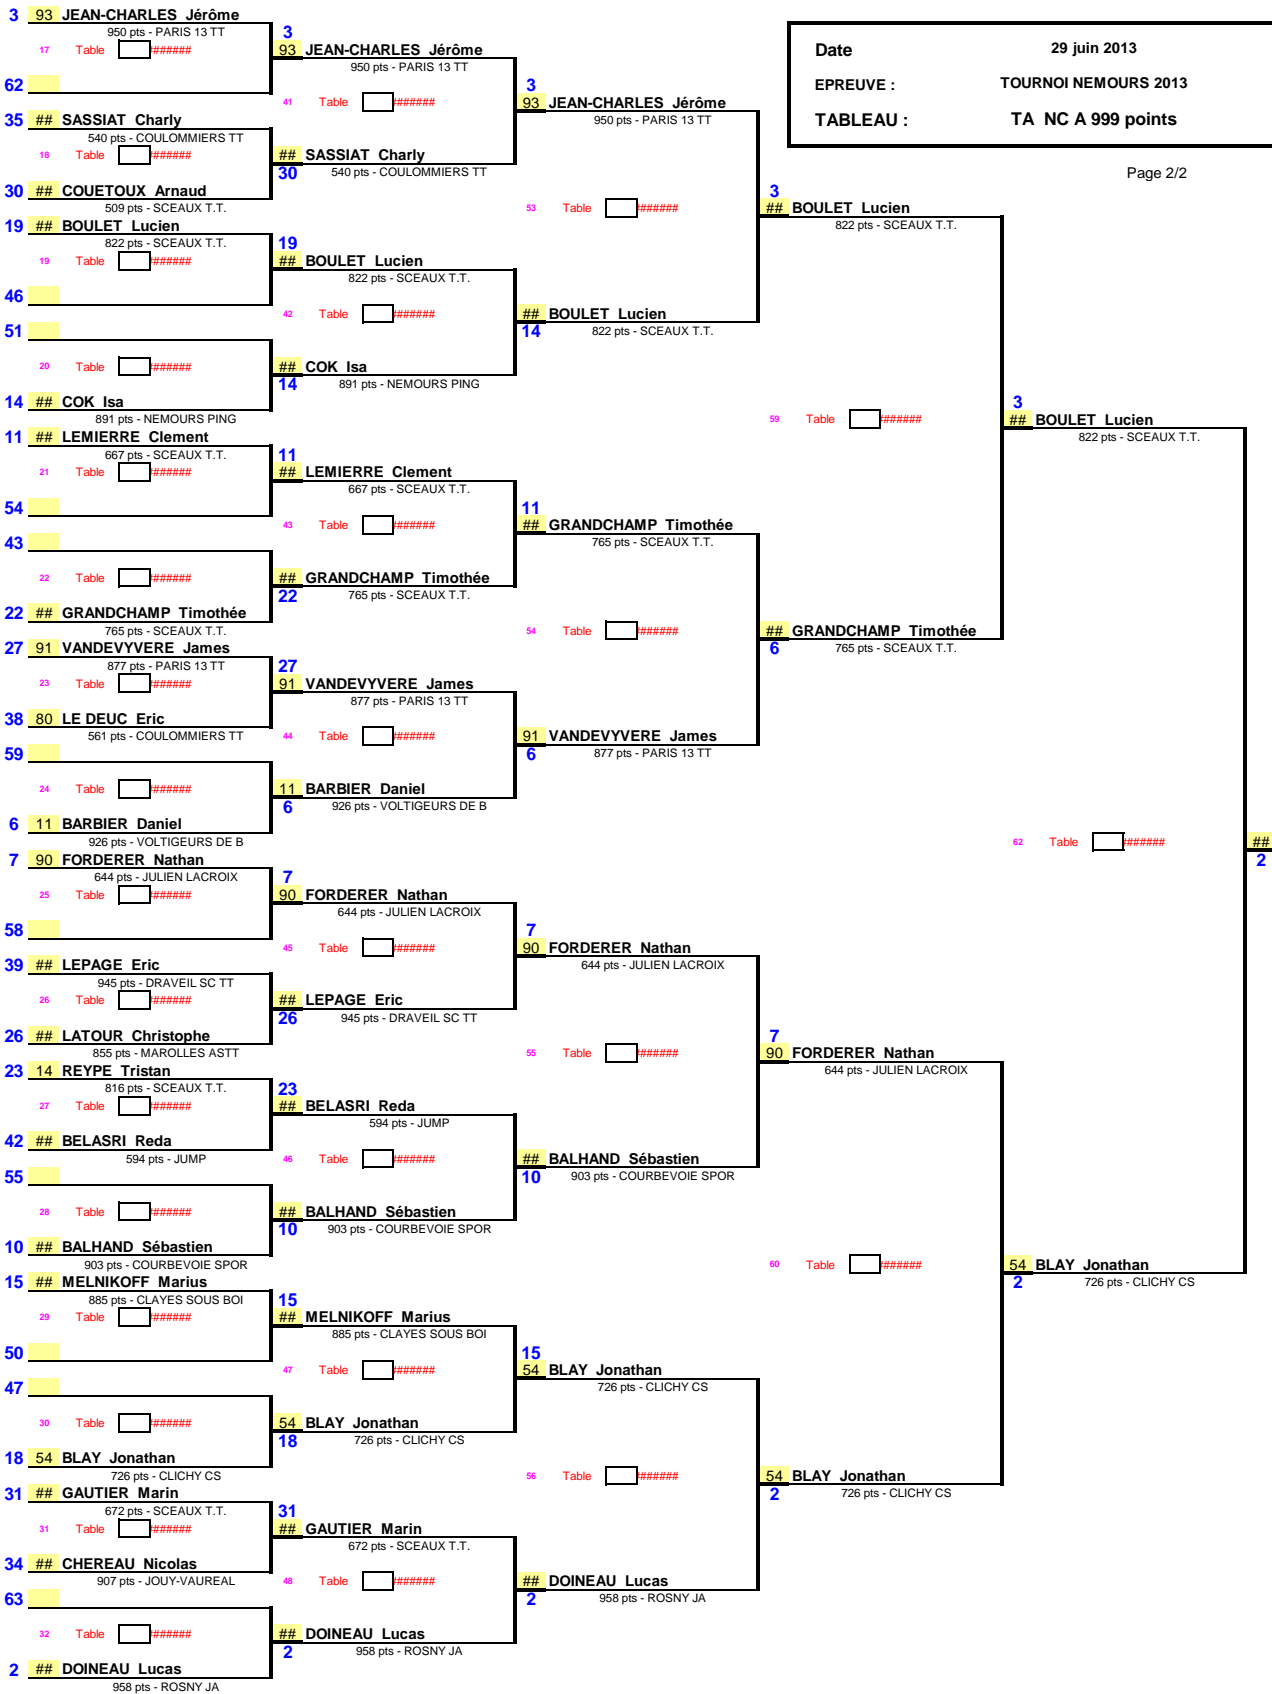 3 93 JEAN-CHARLES Jérôme
950 pts - PARIS 13 TT
3
17 Table ######
93 JEAN-CHARLES Jérôme
950 pts - PARIS 13 TT
62
3
41 Table ######
93 JEAN-CHARLES Jérôme
950 pts - PARIS 13 TT
35 ## SASSIAT Charly
540 pts - COULOMMIERS TT
18 Table ######
## SASSIAT Charly
30
540 pts - COULOMMIERS TT
30 ## COUETOUX Arnaud
509 pts - SCEAUX T.T.
3
53 Table ######
## BOULET Lucien
822 pts - SCEAUX T.T.
19 ## BOULET Lucien
822 pts - SCEAUX T.T.
19
19 Table ######
## BOULET Lucien
822 pts - SCEAUX T.T.
46
42 Table ######
## BOULET Lucien
14
822 pts - SCEAUX T.T.
51
20 Table ######
## COK Isa
14
891 pts - NEMOURS PING
14 ## COK Isa
891 pts - NEMOURS PING
3
59 Table ######
## BOULET Lucien
822 pts - SCEAUX T.T.
11 ## LEMIERRE Clement
667 pts - SCEAUX T.T.
11
21 Table ######
## LEMIERRE Clement
667 pts - SCEAUX T.T.
54
11
43 Table ######
## GRANDCHAMP Timothée
765 pts - SCEAUX T.T.
43
22 Table ######
## GRANDCHAMP Timothée
22
765 pts - SCEAUX T.T.
22 ## GRANDCHAMP Timothée
765 pts - SCEAUX T.T.
54 Table ######
## GRANDCHAMP Timothée
6
765 pts - SCEAUX T.T.
27 91 VANDEVYVERE James
877 pts - PARIS 13 TT
27
23 Table ######
91 VANDEVYVERE James
877 pts - PARIS 13 TT
38 80 LE DEUC Eric
561 pts - COULOMMIERS TT
44 Table ######
91 VANDEVYVERE James
6
877 pts - PARIS 13 TT
59
24 Table ######
11 BARBIER Daniel
6
926 pts - VOLTIGEURS DE B
6 11 BARBIER Daniel
926 pts - VOLTIGEURS DE B
62 Table ######
##
2
7 90 FORDERER Nathan
644 pts - JULIEN LACROIX
7
25 Table ######
90 FORDERER Nathan
644 pts - JULIEN LACROIX
58
7
45 Table ######
90 FORDERER Nathan
644 pts - JULIEN LACROIX
39 ## LEPAGE Eric
945 pts - DRAVEIL SC TT
26 Table ######
## LEPAGE Eric
26
945 pts - DRAVEIL SC TT
26 ## LATOUR Christophe
855 pts - MAROLLES ASTT
7
55 Table ######
90 FORDERER Nathan
644 pts - JULIEN LACROIX
23 14 REYPE Tristan
816 pts - SCEAUX T.T.
23
27 Table ######
## BELASRI Reda
594 pts - JUMP
42 ## BELASRI Reda
594 pts - JUMP
46 Table ######
## BALHAND Sébastien
10
903 pts - COURBEVOIE SPOR
55
28 Table ######
## BALHAND Sébastien
10
903 pts - COURBEVOIE SPOR
10 ## BALHAND Sébastien
903 pts - COURBEVOIE SPOR
60 Table ######
54 BLAY Jonathan
2
726 pts - CLICHY CS
15 ## MELNIKOFF Marius
885 pts - CLAYES SOUS BOI
15
29 Table ######
## MELNIKOFF Marius
885 pts - CLAYES SOUS BOI
50
15
47 Table ######
54 BLAY Jonathan
726 pts - CLICHY CS
47
30 Table ######
54 BLAY Jonathan
18
726 pts - CLICHY CS
18 54 BLAY Jonathan
726 pts - CLICHY CS
56 Table ######
54 BLAY Jonathan
2
726 pts - CLICHY CS
31 ## GAUTIER Marin
672 pts - SCEAUX T.T.
31
31 Table ######
## GAUTIER Marin
672 pts - SCEAUX T.T.
34 ## CHEREAU Nicolas
907 pts - JOUY-VAUREAL
48 Table ######
## DOINEAU Lucas
2
958 pts - ROSNY JA
63
32 Table ######
## DOINEAU Lucas
2
958 pts - ROSNY JA
2 ## DOINEAU Lucas
958 pts - ROSNY JA
Date 29 juin 2013
EPREUVE : TOURNOI NEMOURS 2013
TABLEAU : TA NC A 999 points
Page 2/2